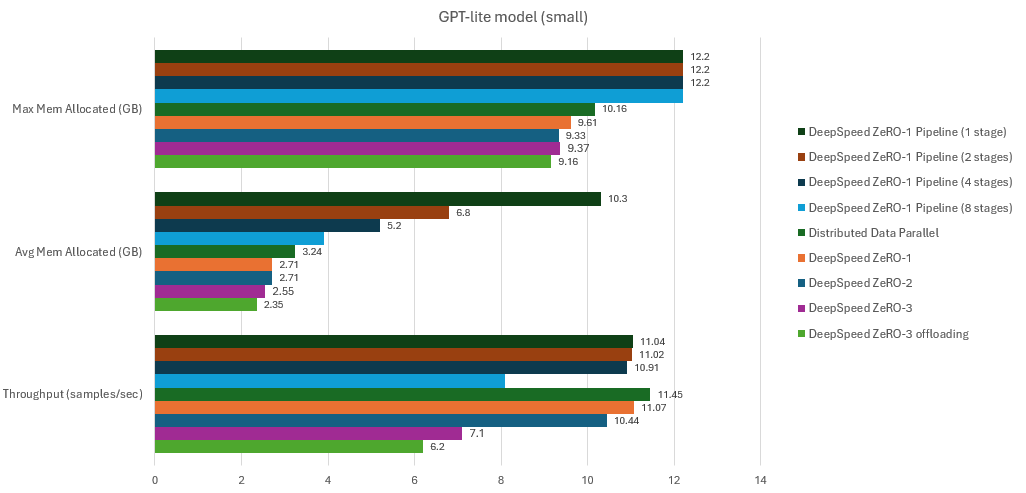 GPT-lite model (small)
Max Mem Allocated (GB)
12.2
12.2
12.2
10.16
9.61
9.33
9.37
9.16
Avg Mem Allocated (GB)
10.3
6.8
5.2
3.24
2.71
2.71
2.55
2.35
Throughput (samples/sec)
11.04
11.02
10.91
11.45
11.07
10.44
7.1
6.2
0 2 4 6 8 10 12 14
DeepSpeed ZeRO-1 Pipeline (1 stage)
DeepSpeed ZeRO-1 Pipeline (2 stages)
DeepSpeed ZeRO-1 Pipeline (4 stages)
DeepSpeed ZeRO-1 Pipeline (8 stages)
Distributed Data Parallel
DeepSpeed ZeRO-1
DeepSpeed ZeRO-2
DeepSpeed ZeRO-3
DeepSpeed ZeRO-3 offloading